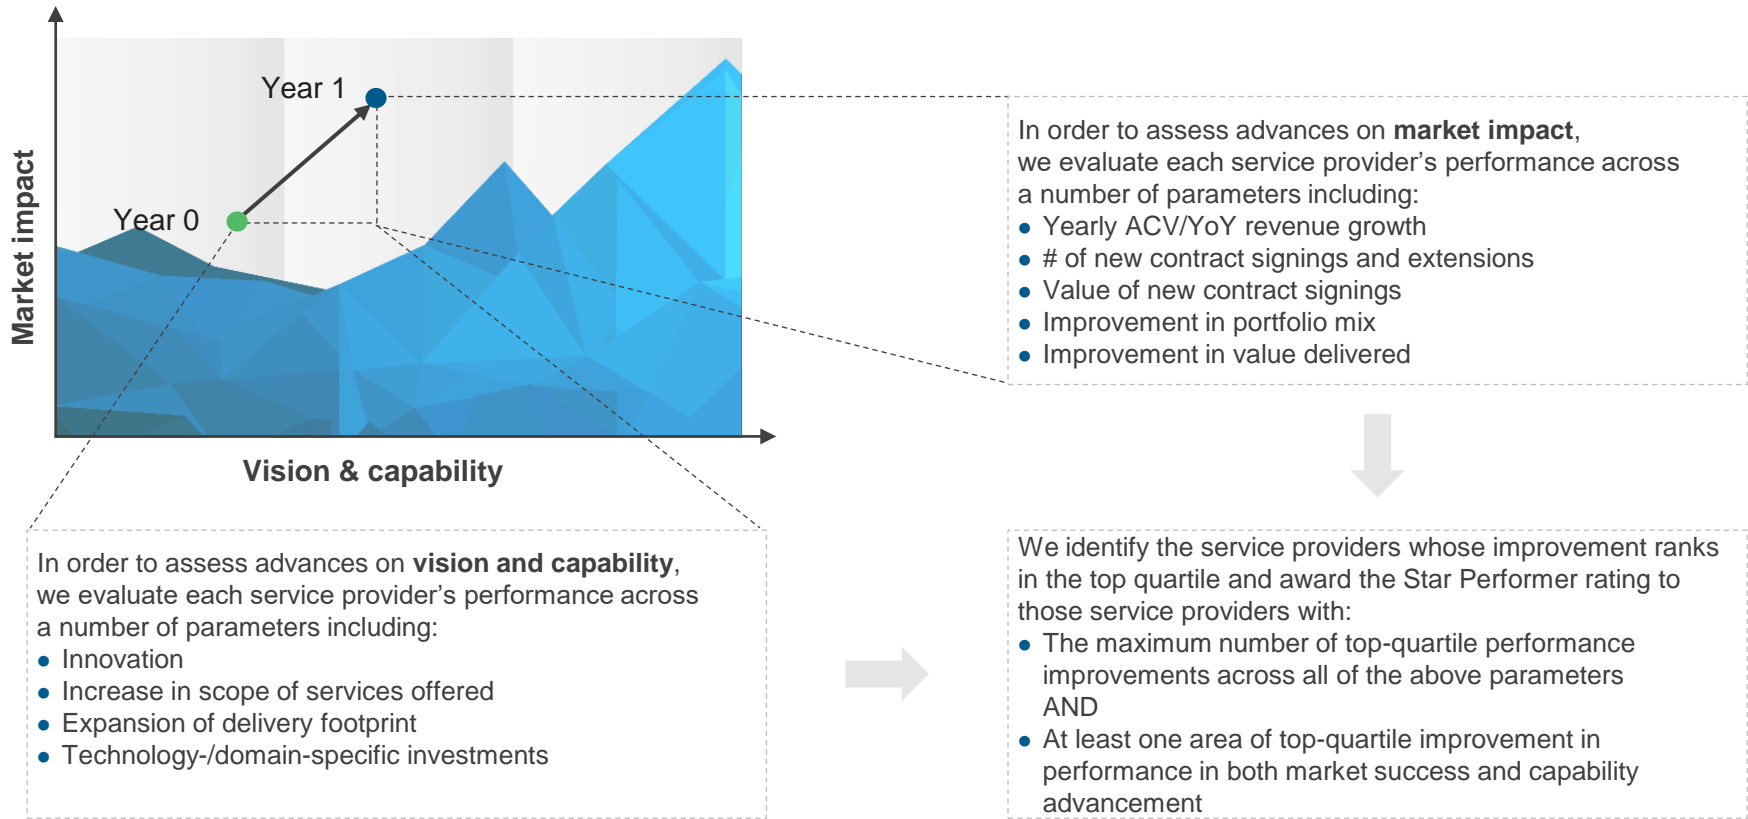 Year 1
Year 0
Market impact
Vision & capability
In order to assess advances on market impact,
we evaluate each service provider’s performance across
a number of parameters including:
● Yearly ACV/YoY revenue growth
● # of new contract signings and extensions
● Value of new contract signings
● Improvement in portfolio mix
● Improvement in value delivered
In order to assess advances on vision and capability,
we evaluate each service provider’s performance across
a number of parameters including:
● Innovation
● Increase in scope of services offered
● Expansion of delivery footprint
● Technology-/domain-specific investments
We identify the service providers whose improvement ranks
in the top quartile and award the Star Performer rating to
those service providers with:
● The maximum number of top-quartile performance
improvements across all of the above parameters
AND
● At least one area of top-quartile improvement in
performance in both market success and capability
advancement